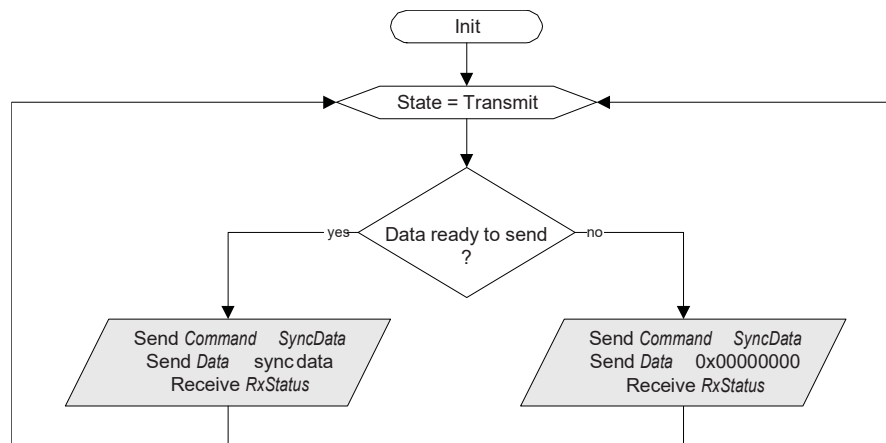 Init
State = Transmit
Data ready to send
?
yes
no
Send Command SyncData
Send Data sync data
Receive RxStatus
Send Command SyncData
Send Data 0x00000000
Receive RxStatus